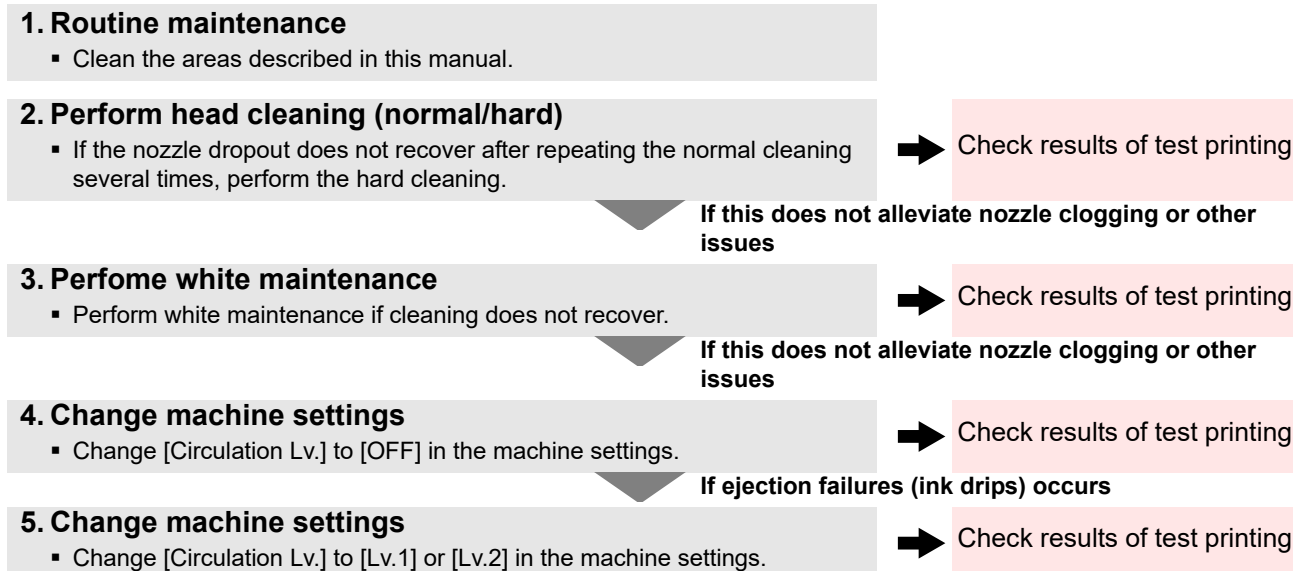 1. Routine maintenance
▪ Clean the areas described in this manual.
2. Perform head cleaning (normal/hard)
▪ If the nozzle dropout does not recover after repeating the normal cleaning
several times, perform the hard cleaning.
Check results of test printing
If this does not alleviate nozzle clogging or other
issues
3. Perfome white maintenance
▪ Perform white maintenance if cleaning does not recover.
Check results of test printing
If this does not alleviate nozzle clogging or other
issues
4. Change machine settings
▪ Change [Circulation Lv.] to [OFF] in the machine settings.
Check results of test printing
If ejection failures (ink drips) occurs
5. Change machine settings
▪ Change [Circulation Lv.] to [Lv.1] or [Lv.2] in the machine settings.
Check results of test printing